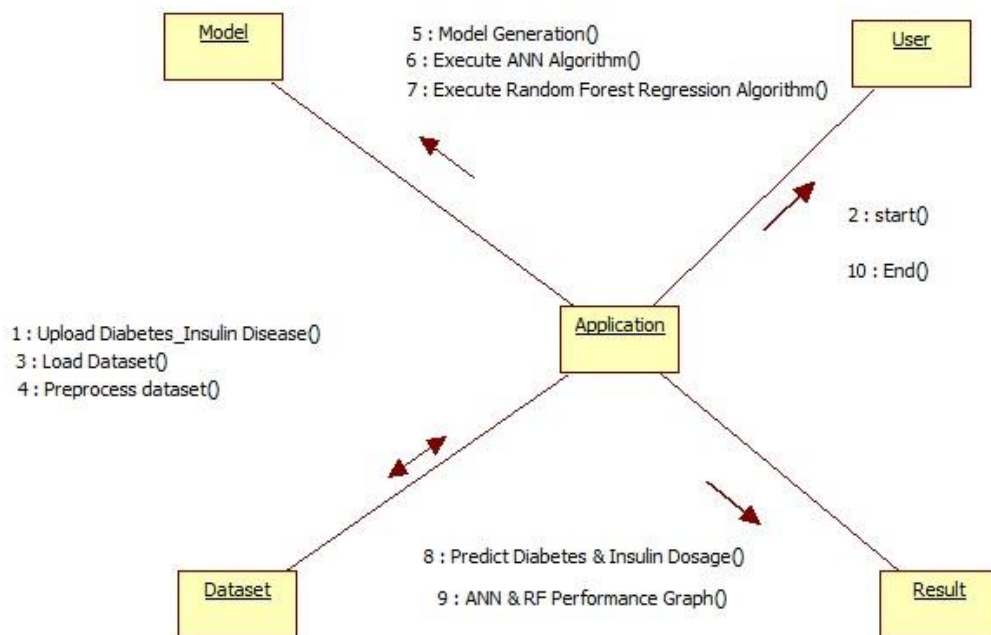 Model
5 : Model Generation()
6 : Execute ANN Algorithm()
7 : Execute Random Forest Regression Algorithm()
User
2 : start()
10 : End()
Application
1 : Upload Diabetes_Insulin Disease()
3 : Load Dataset()
4 : Preprocess dataset()
8 : Predict Diabetes & Insulin Dosage()
9 : ANN & RF Performance Graph()
Dataset
Result